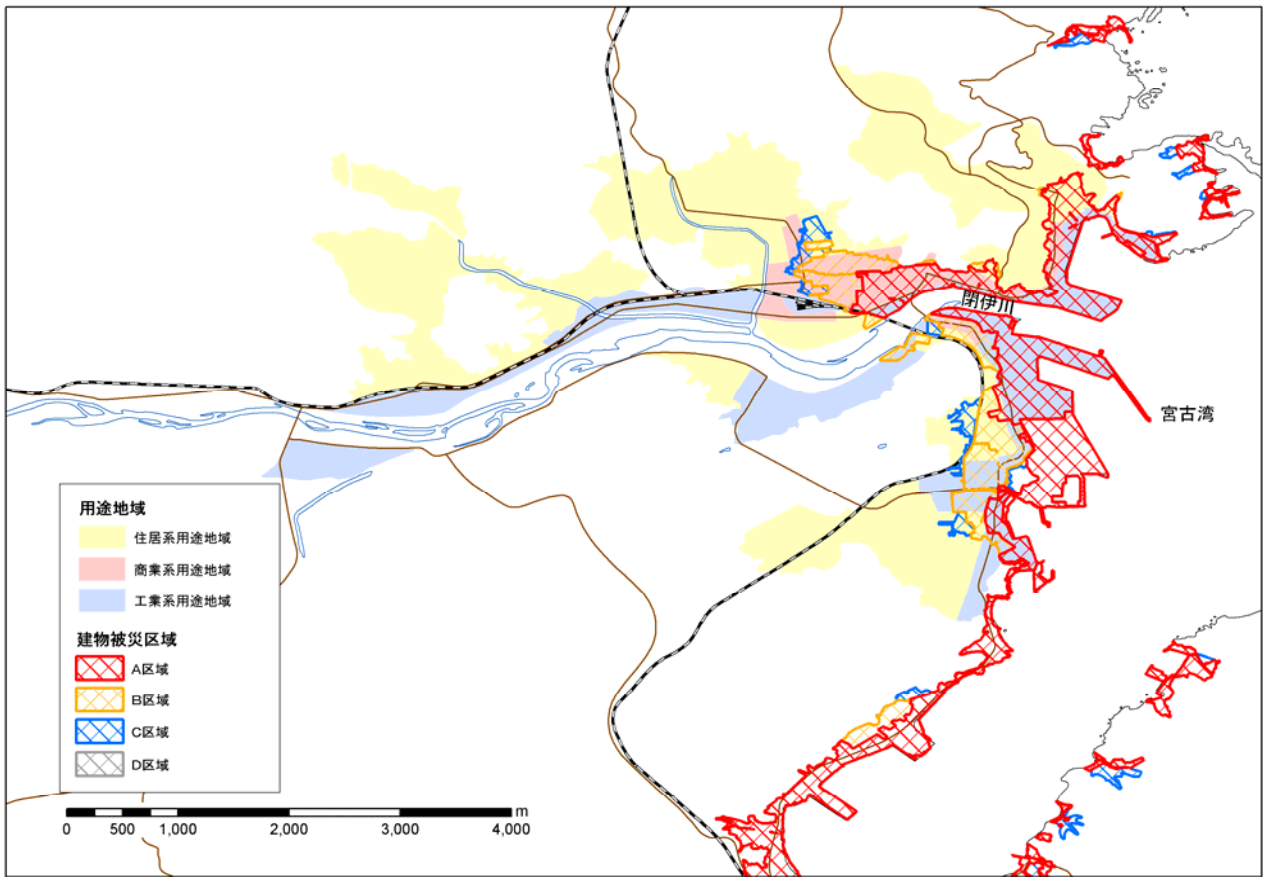 閉伊川
宮古湾
用途地域
住居系用途地域
商業系用途地域
工業系用途地域
建物被災区域
A区域
B区域
C区域
D区域
m
0 500 1,000 2,000 3,000 4,000